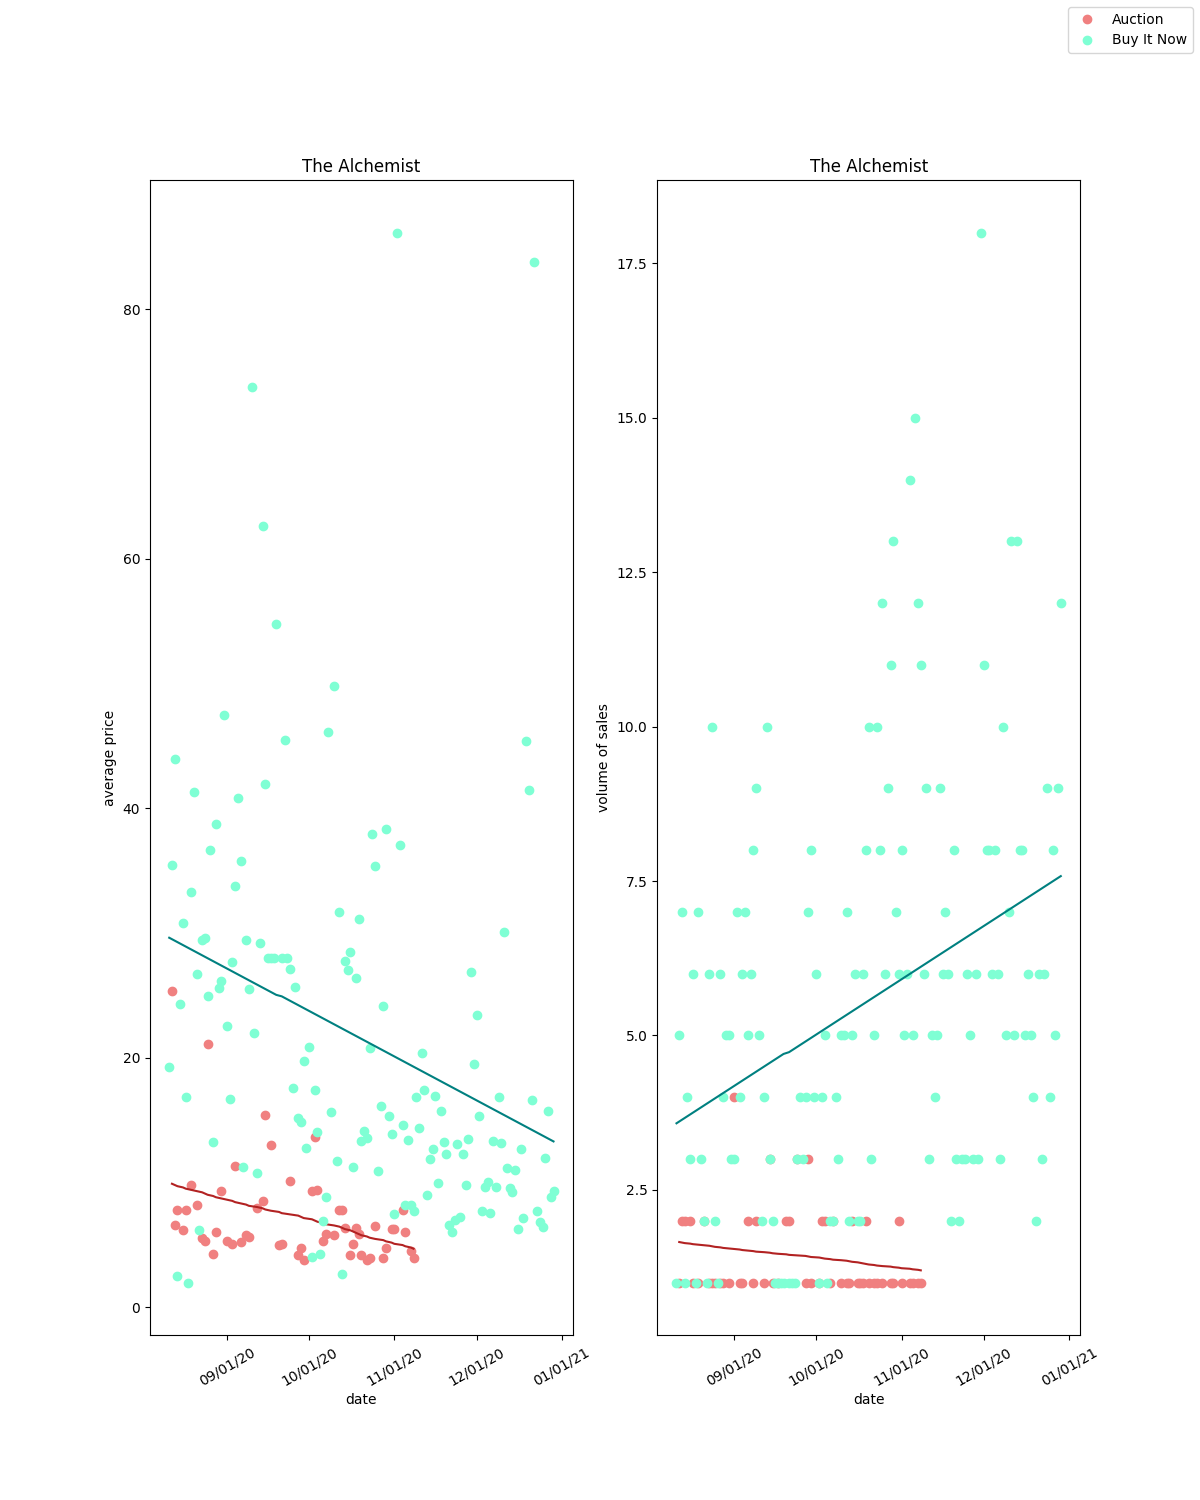 Auction
Buy It Now
The Alchemist
The Alchemist
average price
80
60
40
20
0
09/01/20
10/01/20
11/01/20
12/01/20
01/01/21
date
volume of sales
17.5
15.0
12.5
10.0
7.5
5.0
2.5
09/01/20
10/01/20
11/01/20
12/01/20
01/01/21
date